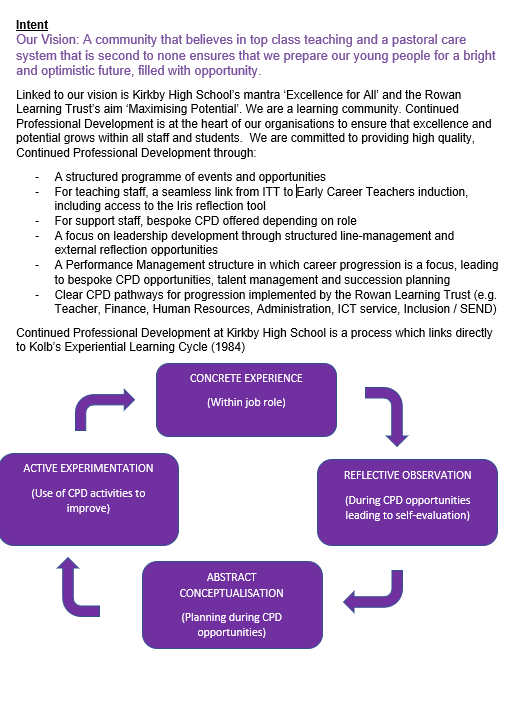 Intent
Our Vision: A community that believes in top class teaching and a pastoral care
system that is second to none ensures that we prepare our young people for a bright
and optimistic future, filled with opportunity.
Linked to our vision is Kirkby High School's mantra 'Excellence for All' and the Rowan
Learning Trust's aim 'Maximising Potential'. We are a learning community. Continued
Professional Development is at the heart of our organisations to ensure that excellence and
potential grows within all staff and students.  We are committed to providing high quality,
Continued Professional Development through:
- A structured programme of events and opportunities
- For teaching staff, a seamless link from ITT to Early Career Teachers induction,
including access to the Iris reflection tool
- For support staff, bespoke CPD offered depending on role
- A focus on leadership development through structured line-management and
external reflection opportunities
- A Performance Management structure in which career progression is a focus, leading
to bespoke CPD opportunities, talent management and succession planning
- Clear CPD pathways for progression implemented by the Rowan Learning Trust (e.g.
Teacher, Finance, Human Resources, Administration, ICT service, Inclusion / SEND)
Continued Professional Development at Kirkby High School is a process which links directly
to Kolb's Experiential Learning Cycle (1984)
CONCRETE EXPERIENCE
(Within job role)
REFLECTIVE OBSERVATION
(During CPD opportunities
leading to self-evaluation)
ABSTRACT
CONCEPTUALISATION
(Planning during CPD
opportunities)
ACTIVE EXPERIMENTATION
(Use of CPD activities to
improve)